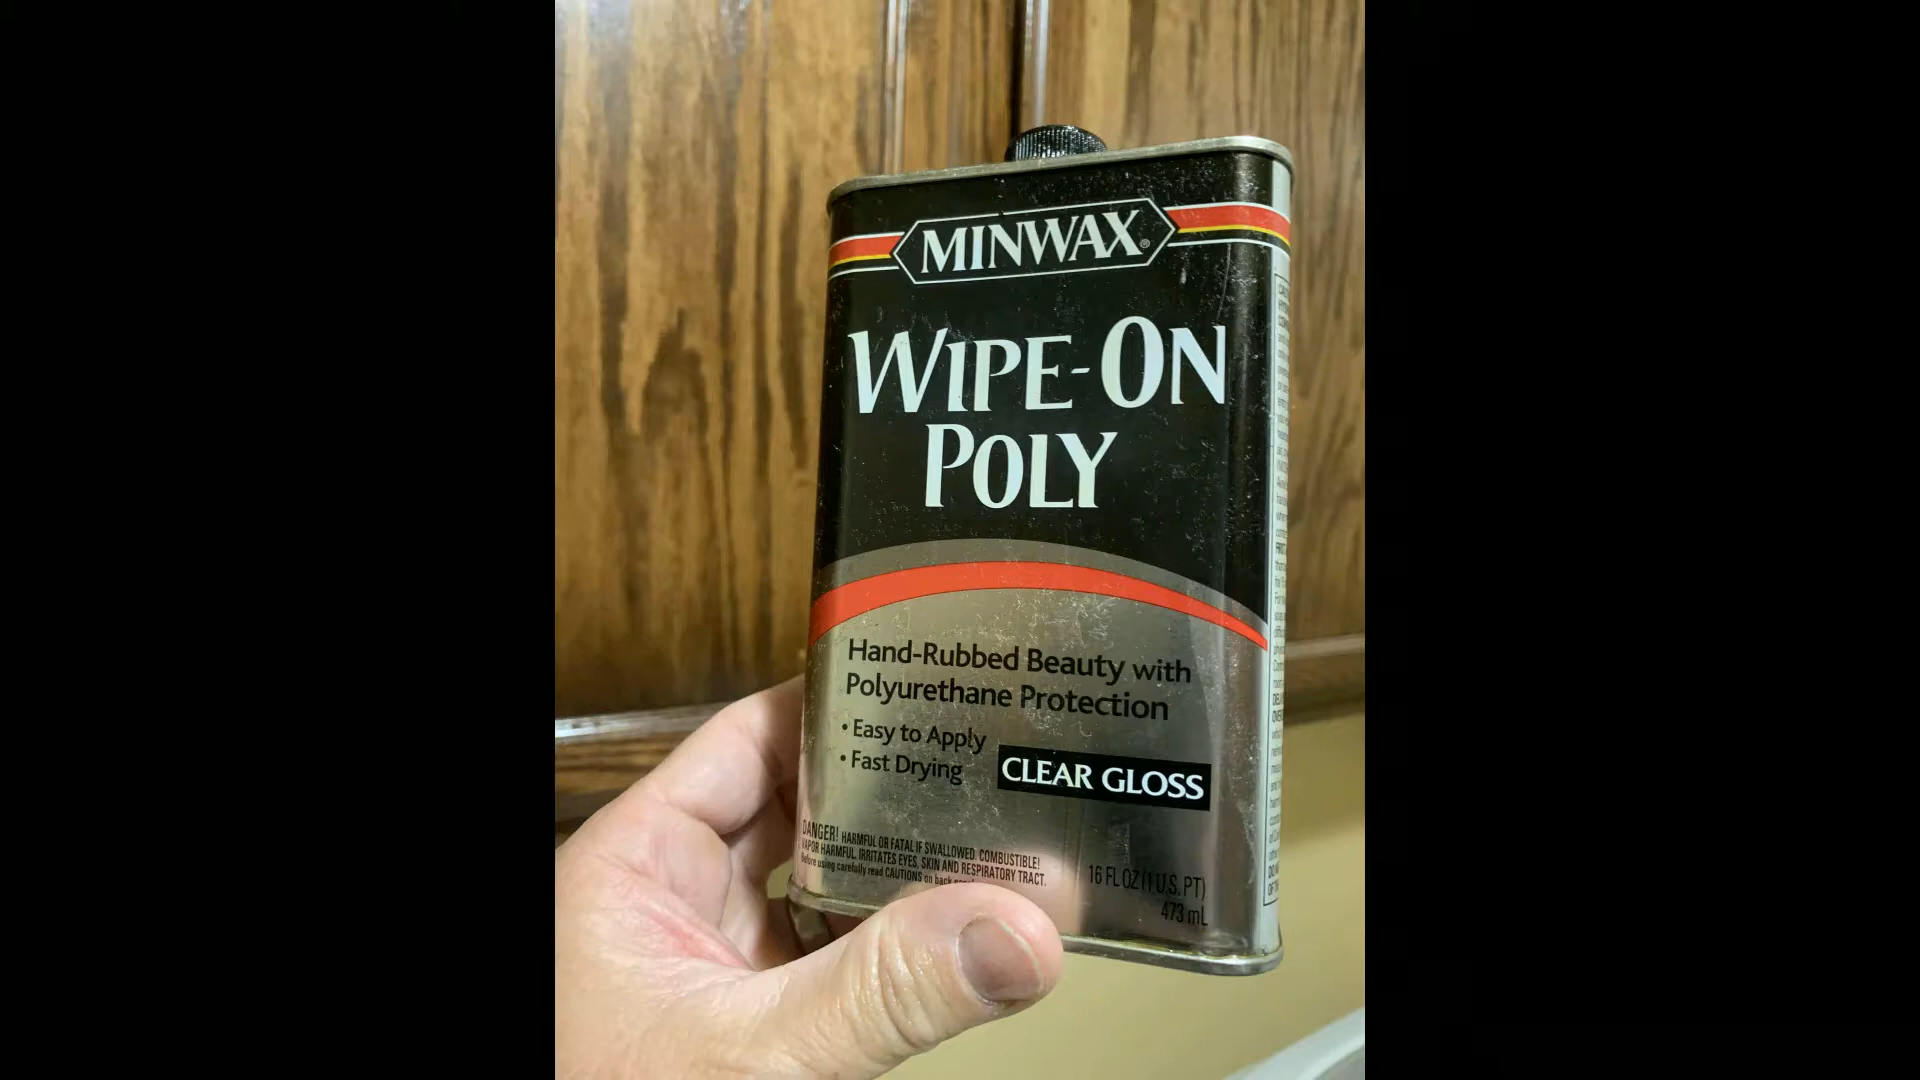 MINWAX®
WIPE-ON
POLY
Hand-Rubbed Beauty with
Polyurethane Protection
• Easy to Apply
• Fast Drying
CLEAR GLOSS
DANGER! HARMFUL OR FATAL IF SWALLOWED. COMBUSTIBLE!
VAPOR HARMFUL. IRRITATES EYES, SKIN AND RESPIRATORY TRACT.
Before using carefully read CAUTIONS on back
16 FL OZ (1 U.S. PT)
473 mL